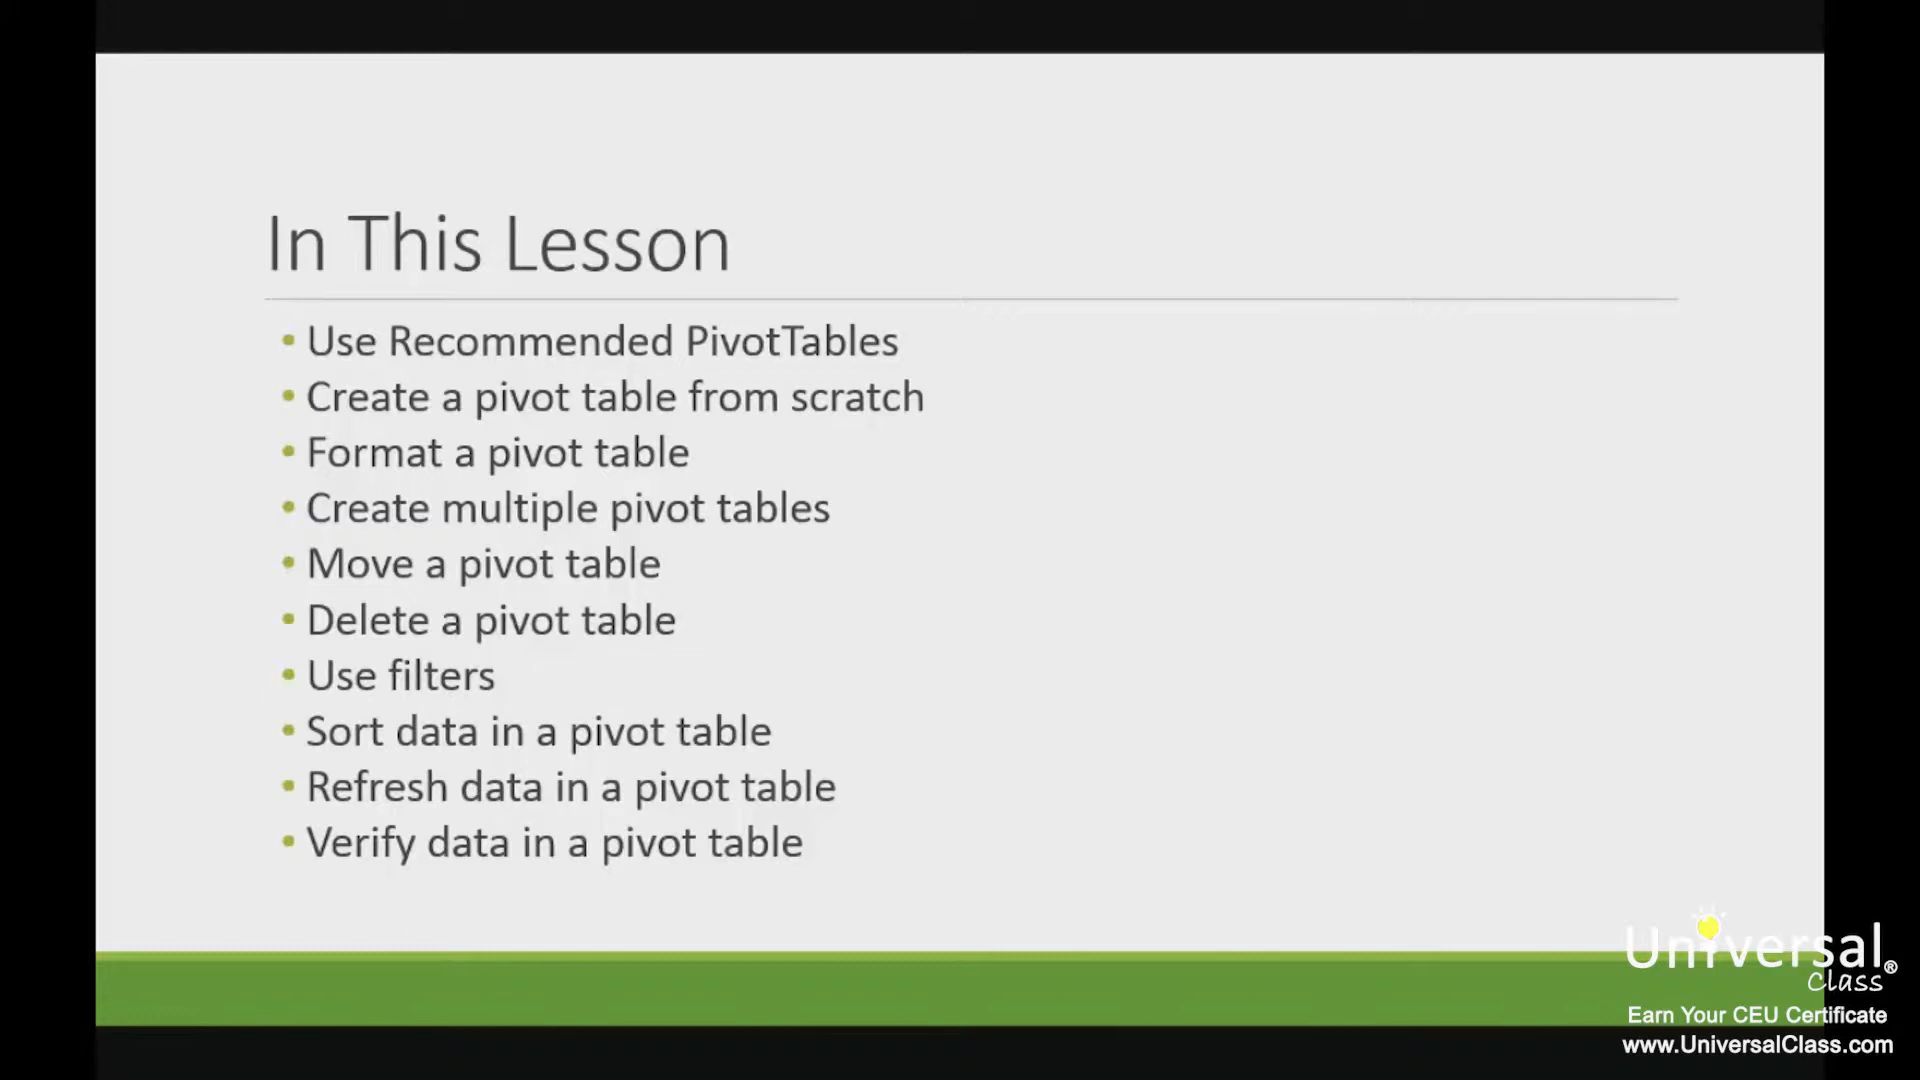 In This Lesson
• Use Recommended PivotTables
• Create a pivot table from scratch
• Format a pivot table
• Create multiple pivot tables
• Move a pivot table
• Delete a pivot table
• Use filters
• Sort data in a pivot table
• Refresh data in a pivot table
• Verify data in a pivot table
Universal®
Class
Earn Your CEU Certificate
www.UniversalClass.com